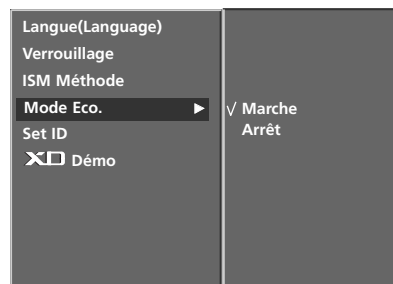 Langue(Language)
Verrouillage
ISM Méthode
Mode Eco. ▶
Set ID
XD Démo
√ Marche
Arrêt